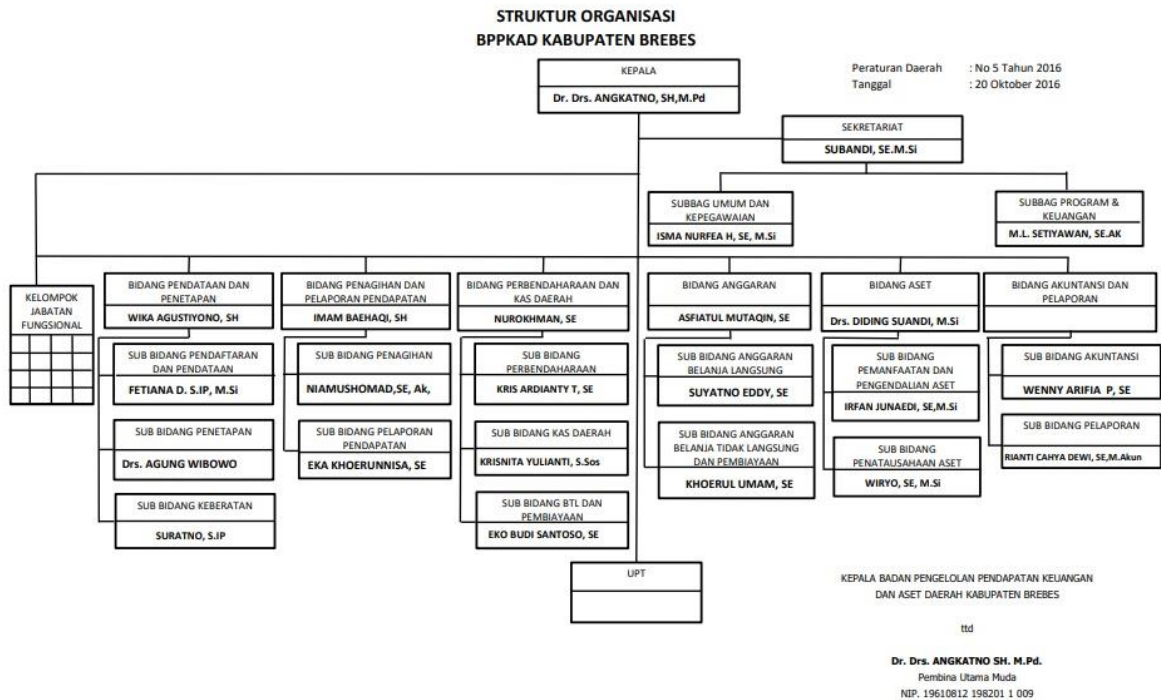 STRUKTUR ORGANISASI
BPPKAD KABUPATEN BREBES
KEPALA
Dr. Drs. ANGKATNO, SH,M.Pd
Peraturan Daerah : No 5 Tahun 2016
Tanggal : 20 Oktober 2016
SEKRETARIAT
SUBANDI, SE.M.Si
SUBBAG UMUM DAN
KEPEGAWAIAN
ISMA NURFEA H, SE, M.Si
SUBBAG PROGRAM &
KEUANGAN
M.L. SETIYAWAN, SE.AK
KELOMPOK
JABATAN
FUNGSIONAL
BIDANG PENDATAAN DAN
PENETAPAN
WIKA AGUSTIYONO, SH
SUB BIDANG PENDAFTARAN
DAN PENDATAAN
FETIANA D. S.IP, M.Si
SUB BIDANG PENETAPAN
Drs. AGUNG WIBOWO
SUB BIDANG KEBERATAN
SURATNO, S.IP
BIDANG PENAGIHAN DAN
PELAPORAN PENDAPATAN
IMAM BAEHAQI, SH
SUB BIDANG PENAGIHAN
NIAMUSHOMAD,SE, Ak,
SUB BIDANG PELAPORAN
PENDAPATAN
EKA KHOERUNNISA, SE
BIDANG PERBENDAHARAAN DAN
KAS DAERAH
NUROKHMAN, SE
SUB BIDANG
PERBENDAHARAAN
KRIS ARDIANTY T, SE
SUB BIDANG KAS DAERAH
KRISNITA YULIANTI, S.Sos
SUB BIDANG BTL DAN
PEMBIAYAAN
EKO BUDI SANTOSO, SE
BIDANG ANGGARAN
ASFIATUL MUTAQIN, SE
SUB BIDANG ANGGARAN
BELANJA LANGSUNG
SUYATNO EDDY, SE
SUB BIDANG ANGGARAN
BELANJA TIDAK LANGSUNG
DAN PEMBIAYAAN
KHOERUL UMAM, SE
BIDANG ASET
Drs. DIDING SUANDI, M.Si
SUB BIDANG
PEMANFAATAN DAN
PENGENDALIAN ASET
IRFAN JUNAEDI, SE,M.Si
SUB BIDANG
PENATAUSAHAAN ASET
WIRYO, SE, M.Si
BIDANG AKUNTANSI DAN
PELAPORAN
SUB BIDANG AKUNTANSI
WENNY ARIFIA P, SE
SUB BIDANG PELAPORAN
RIANTI CAHYA DEWI, SE,M.Akun
UPT
KEPALA BADAN PENGELOLAN PENDAPATAN KEUANGAN
DAN ASET DAERAH KABUPATEN BREBES
ttd
Dr. Drs. ANGKATNO SH. M.Pd.
Pembina Utama Muda
NIP. 19610812 198201 1 009